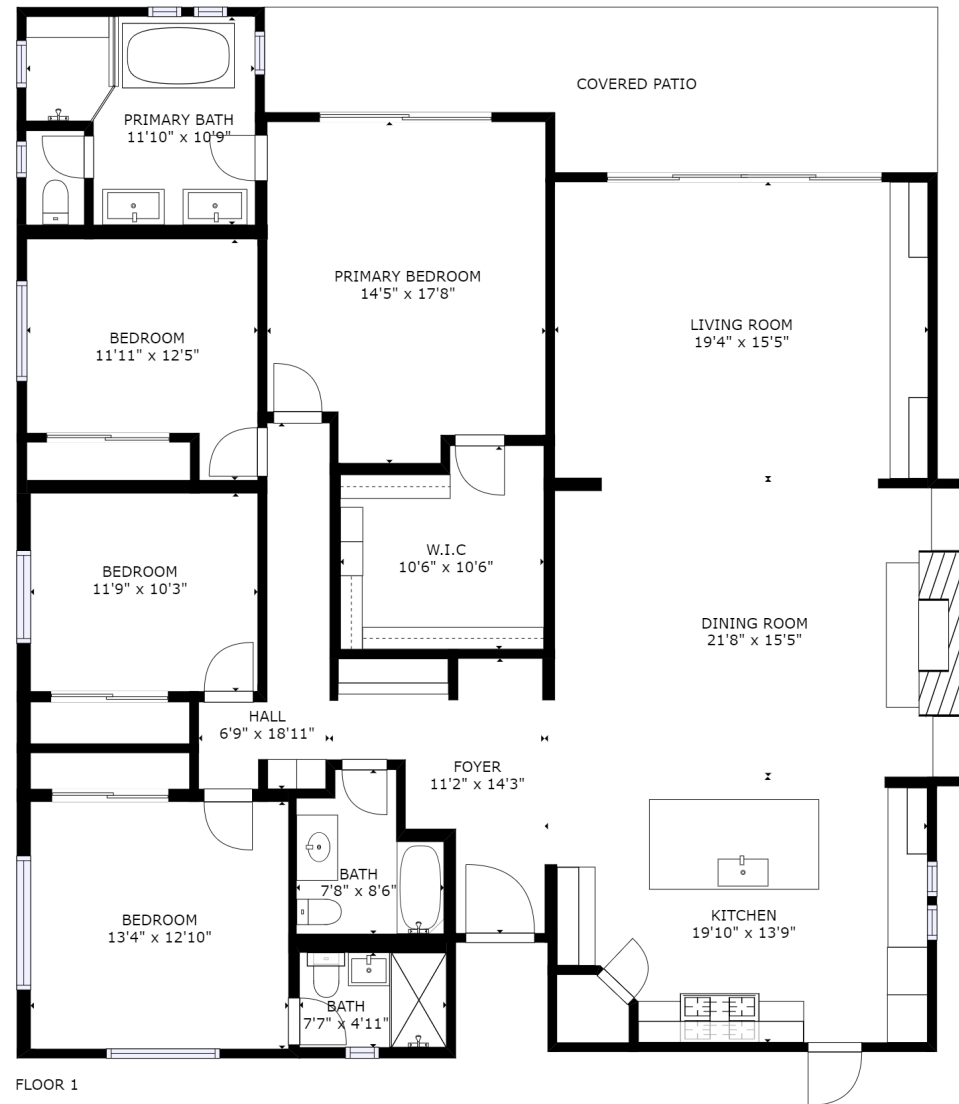 COVERED PATIO
PRIMARY BATH
11'10" x 10'9"
PRIMARY BEDROOM
14'5" x 17'8"
LIVING ROOM
19'4" x 15'5"
BEDROOM
11'11" x 12'5"
W.I.C
10'6" x 10'6"
BEDROOM
11'9" x 10'3"
DINING ROOM
21'8" x 15'5"
HALL
6'9" x 18'11"
FOYER
11'2" x 14'3"
BATH
7'8" x 8'6"
BEDROOM
13'4" x 12'10"
KITCHEN
19'10" x 13'9"
BATH
7'7" x 4'11"
FLOOR 1